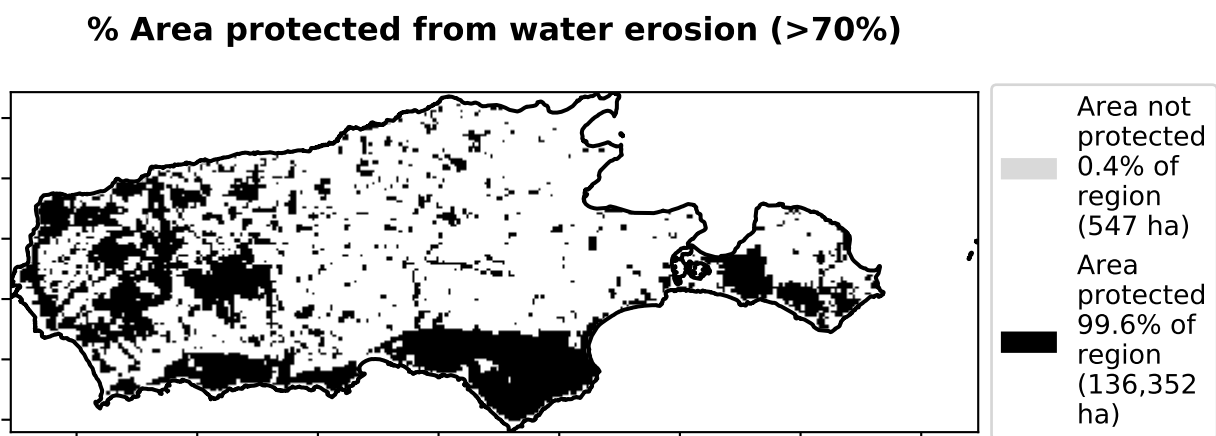 % Area protected from water erosion (>70%)
Area not
protected
0.4% of
region
(547 ha)
Area
protected
99.6% of
region
(136,352
ha)